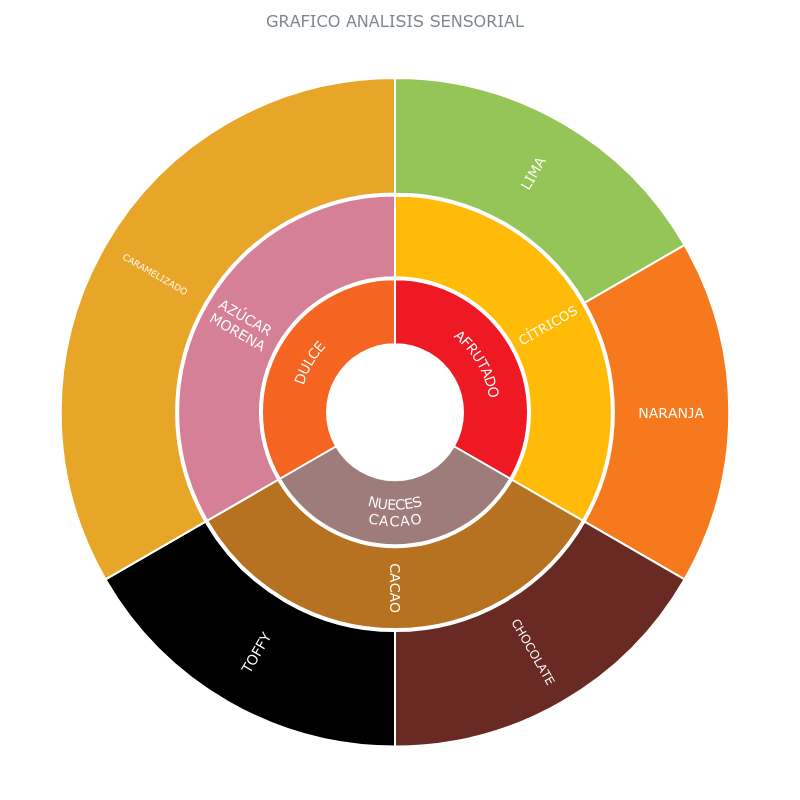 GRAFICO ANALISIS SENSORIAL
LIMA
CARAMELIZADO
AZÚCAR
MORENA
CÍTRICOS
DULCE
AFRUTADO
NARANJA
NUECES
CACAO
CACAO
TOFFY
CHOCOLATE